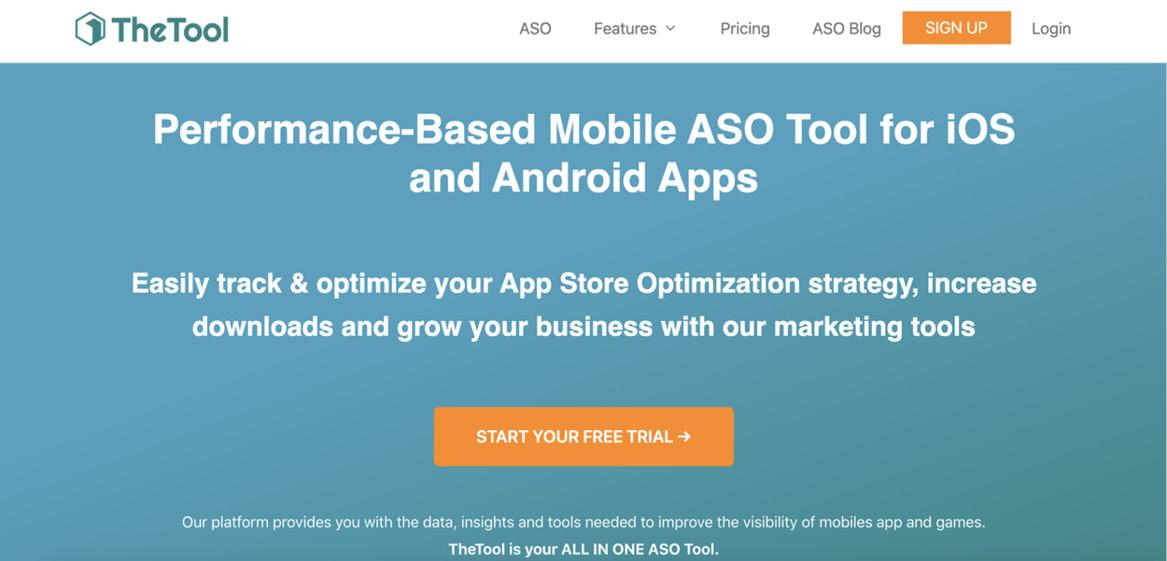 TheTool
ASO Features Pricing ASO Blog SIGN UP Login
Performance-Based Mobile ASO Tool for iOS
and Android Apps
Easily track & optimize your App Store Optimization strategy, increase
downloads and grow your business with our marketing tools
START YOUR FREE TRIAL →
Our platform provides you with the data, insights and tools needed to improve the visibility of mobiles app and games.
TheTool is your ALL IN ONE ASO Tool.